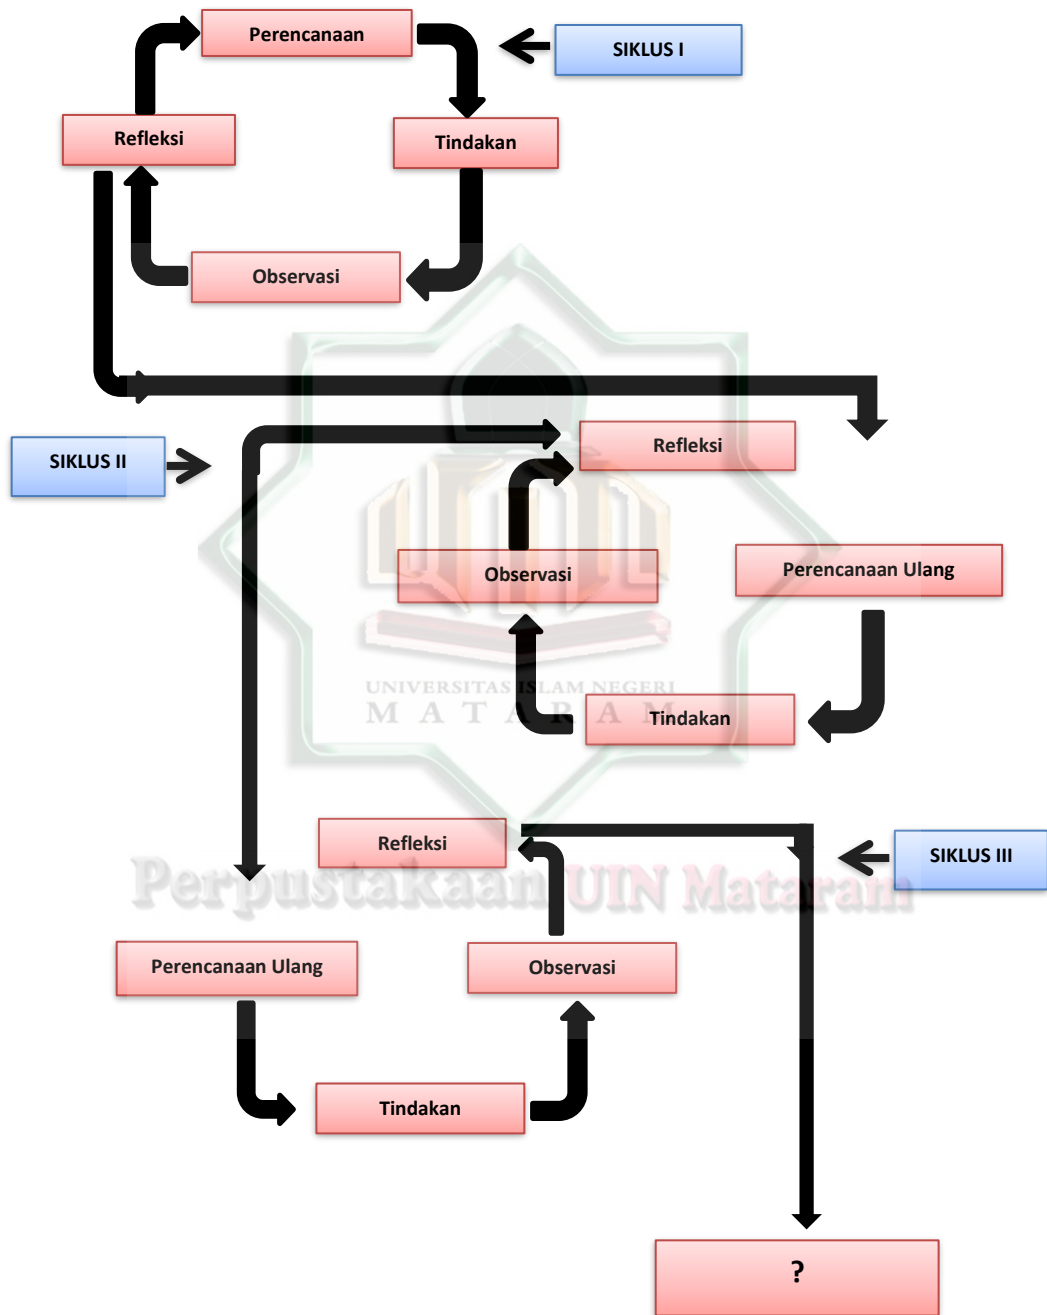 Perencanaan
SIKLUS I
Refleksi
Tindakan
Observasi
Refleksi
SIKLUS II
Observasi
Perencanaan Ulang
UNIVERSITAS ISLAM NEGERI
MATARAM
Tindakan
Refleksi
SIKLUS III
Perpustakaan UIN Mataram
Perencanaan Ulang
Observasi
Tindakan
?